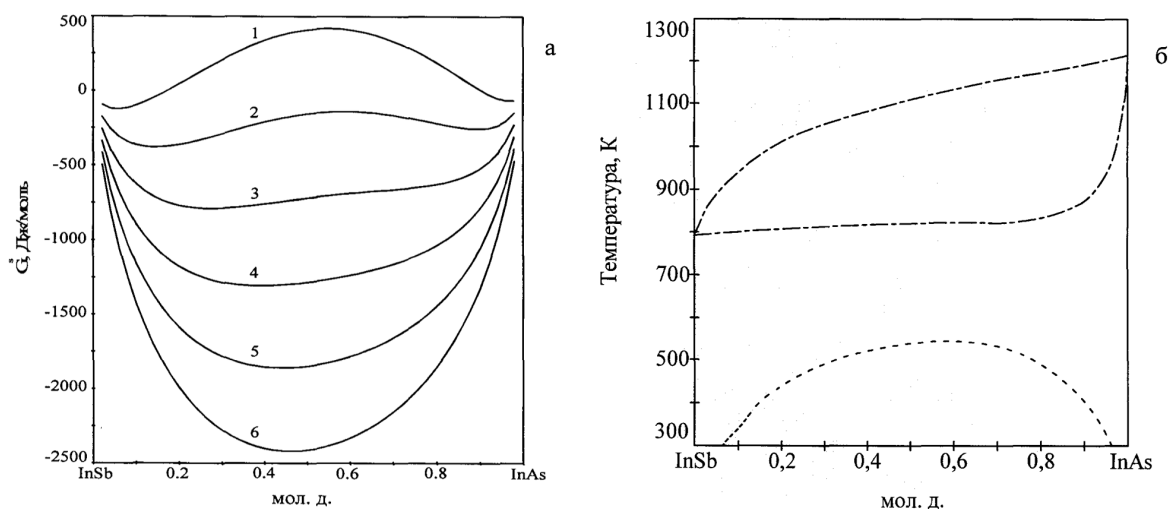 500
0
-500
-1000
-1500
-2000
-2500
G^s, Дж/моль
1
2
3
4
5
6
InSb
0.2
0.4
0.6
0.8
InAs
мол. д.
а
1300
1100
900
700
500
300
Температура, К
InSb
0,2
0,4
0,6
0,8
InAs
мол. д.
б